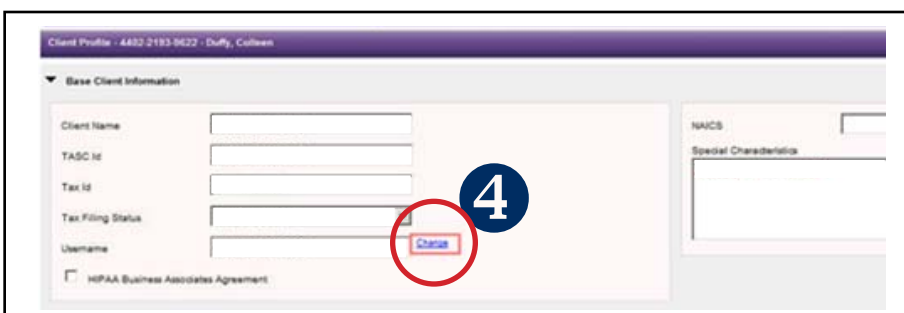 Client Profile - 4402-2193-9622 - Duffy, Colleen
Base Client Information
Client Name
NAICS
TASC Id
Special Characteristics
Tax Id
4
Tax Filing Status
Username
Change
HIPAA Business Associates Agreement